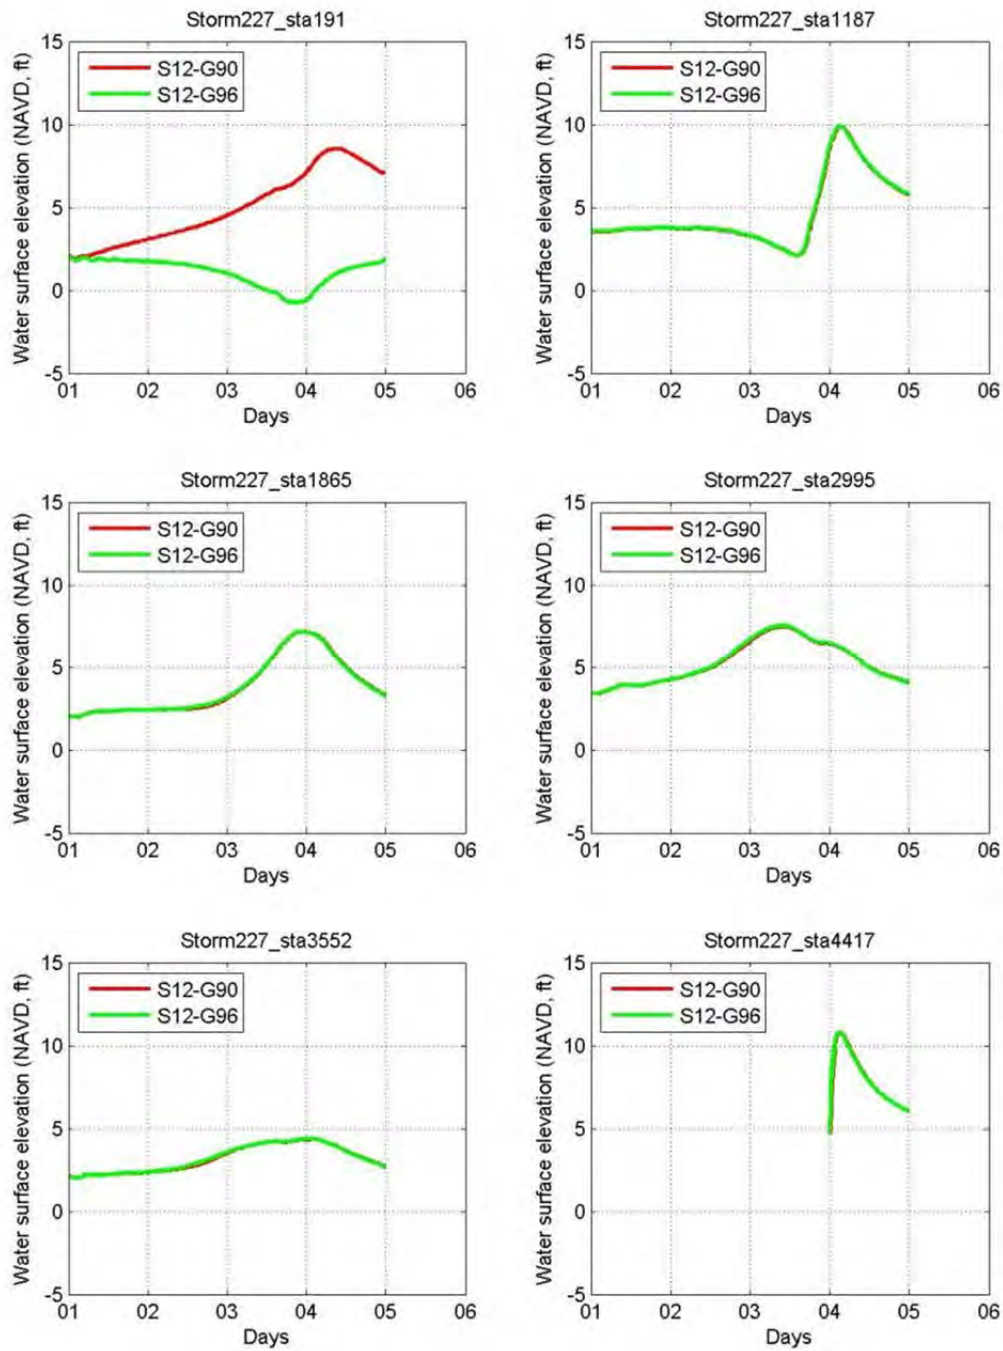 Storm227_sta191
Water surface elevation (NAVD, ft)
15
10
5
0
-5
S12-G90
S12-G96
01 02 03 04 05 06
Days
Storm227_sta1187
Water surface elevation (NAVD, ft)
15
10
5
0
-5
S12-G90
S12-G96
01 02 03 04 05 06
Days
Storm227_sta1865
Water surface elevation (NAVD, ft)
15
10
5
0
-5
S12-G90
S12-G96
01 02 03 04 05 06
Days
Storm227_sta2995
Water surface elevation (NAVD, ft)
15
10
5
0
-5
S12-G90
S12-G96
01 02 03 04 05 06
Days
Storm227_sta3552
Water surface elevation (NAVD, ft)
15
10
5
0
-5
S12-G90
S12-G96
01 02 03 04 05 06
Days
Storm227_sta4417
Water surface elevation (NAVD, ft)
15
10
5
0
-5
S12-G90
S12-G96
01 02 03 04 05 06
Days